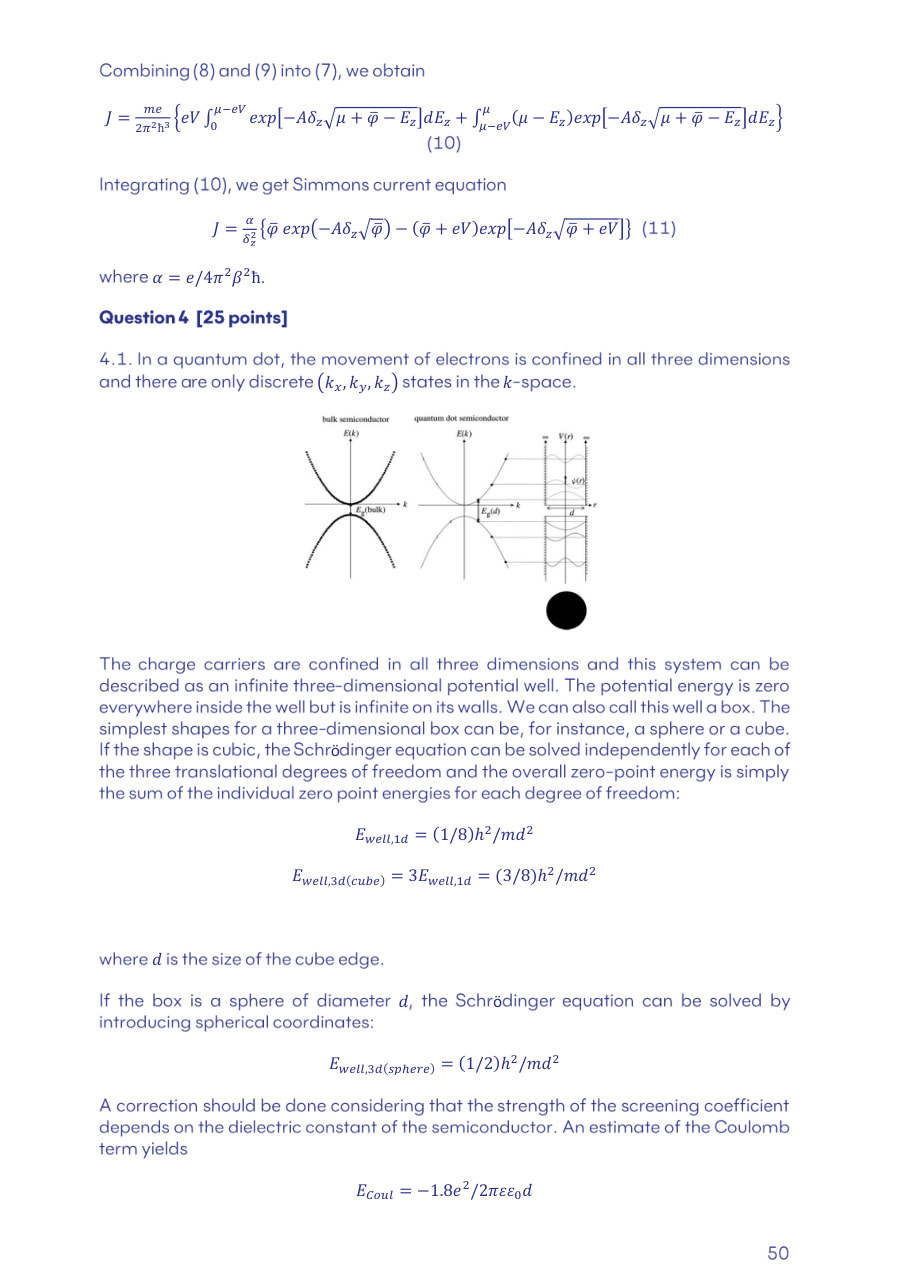 Combining (8) and (9) into (7), we obtain
J = me/2π²ħ³ {eV ∫₀^(μ−eV) exp[−Aδ_z√(μ + φ̄ − E_z)]dE_z + ∫_(μ−eV)^μ (μ − E_z)exp[−Aδ_z√(μ + φ̄ − E_z)]dE_z}
(10)
Integrating (10), we get Simmons current equation
J = α/δ_z² {φ̄ exp(−Aδ_z√φ̄) − (φ̄ + eV)exp[−Aδ_z√(φ̄ + eV)]} (11)
where α = e/4π²β²ħ.
Question 4 [25 points]
4.1. In a quantum dot, the movement of electrons is confined in all three dimensions
and there are only discrete (k_x, k_y, k_z) states in the k-space.
bulk semiconductor quantum dot semiconductor
E(k) E(k) ∞ V(r) ∞
ψ(r)
k k r
E_g(bulk) E_g(d) d
The charge carriers are confined in all three dimensions and this system can be
described as an infinite three-dimensional potential well. The potential energy is zero
everywhere inside the well but is infinite on its walls. We can also call this well a box. The
simplest shapes for a three-dimensional box can be, for instance, a sphere or a cube.
If the shape is cubic, the Schrödinger equation can be solved independently for each of
the three translational degrees of freedom and the overall zero-point energy is simply
the sum of the individual zero point energies for each degree of freedom:
E_well,1d = (1/8)h²/md²
E_well,3d(cube) = 3E_well,1d = (3/8)h²/md²
where d is the size of the cube edge.
If the box is a sphere of diameter d, the Schrödinger equation can be solved by
introducing spherical coordinates:
E_well,3d(sphere) = (1/2)h²/md²
A correction should be done considering that the strength of the screening coefficient
depends on the dielectric constant of the semiconductor. An estimate of the Coulomb
term yields
E_Coul = −1.8e²/2πεε₀d
50